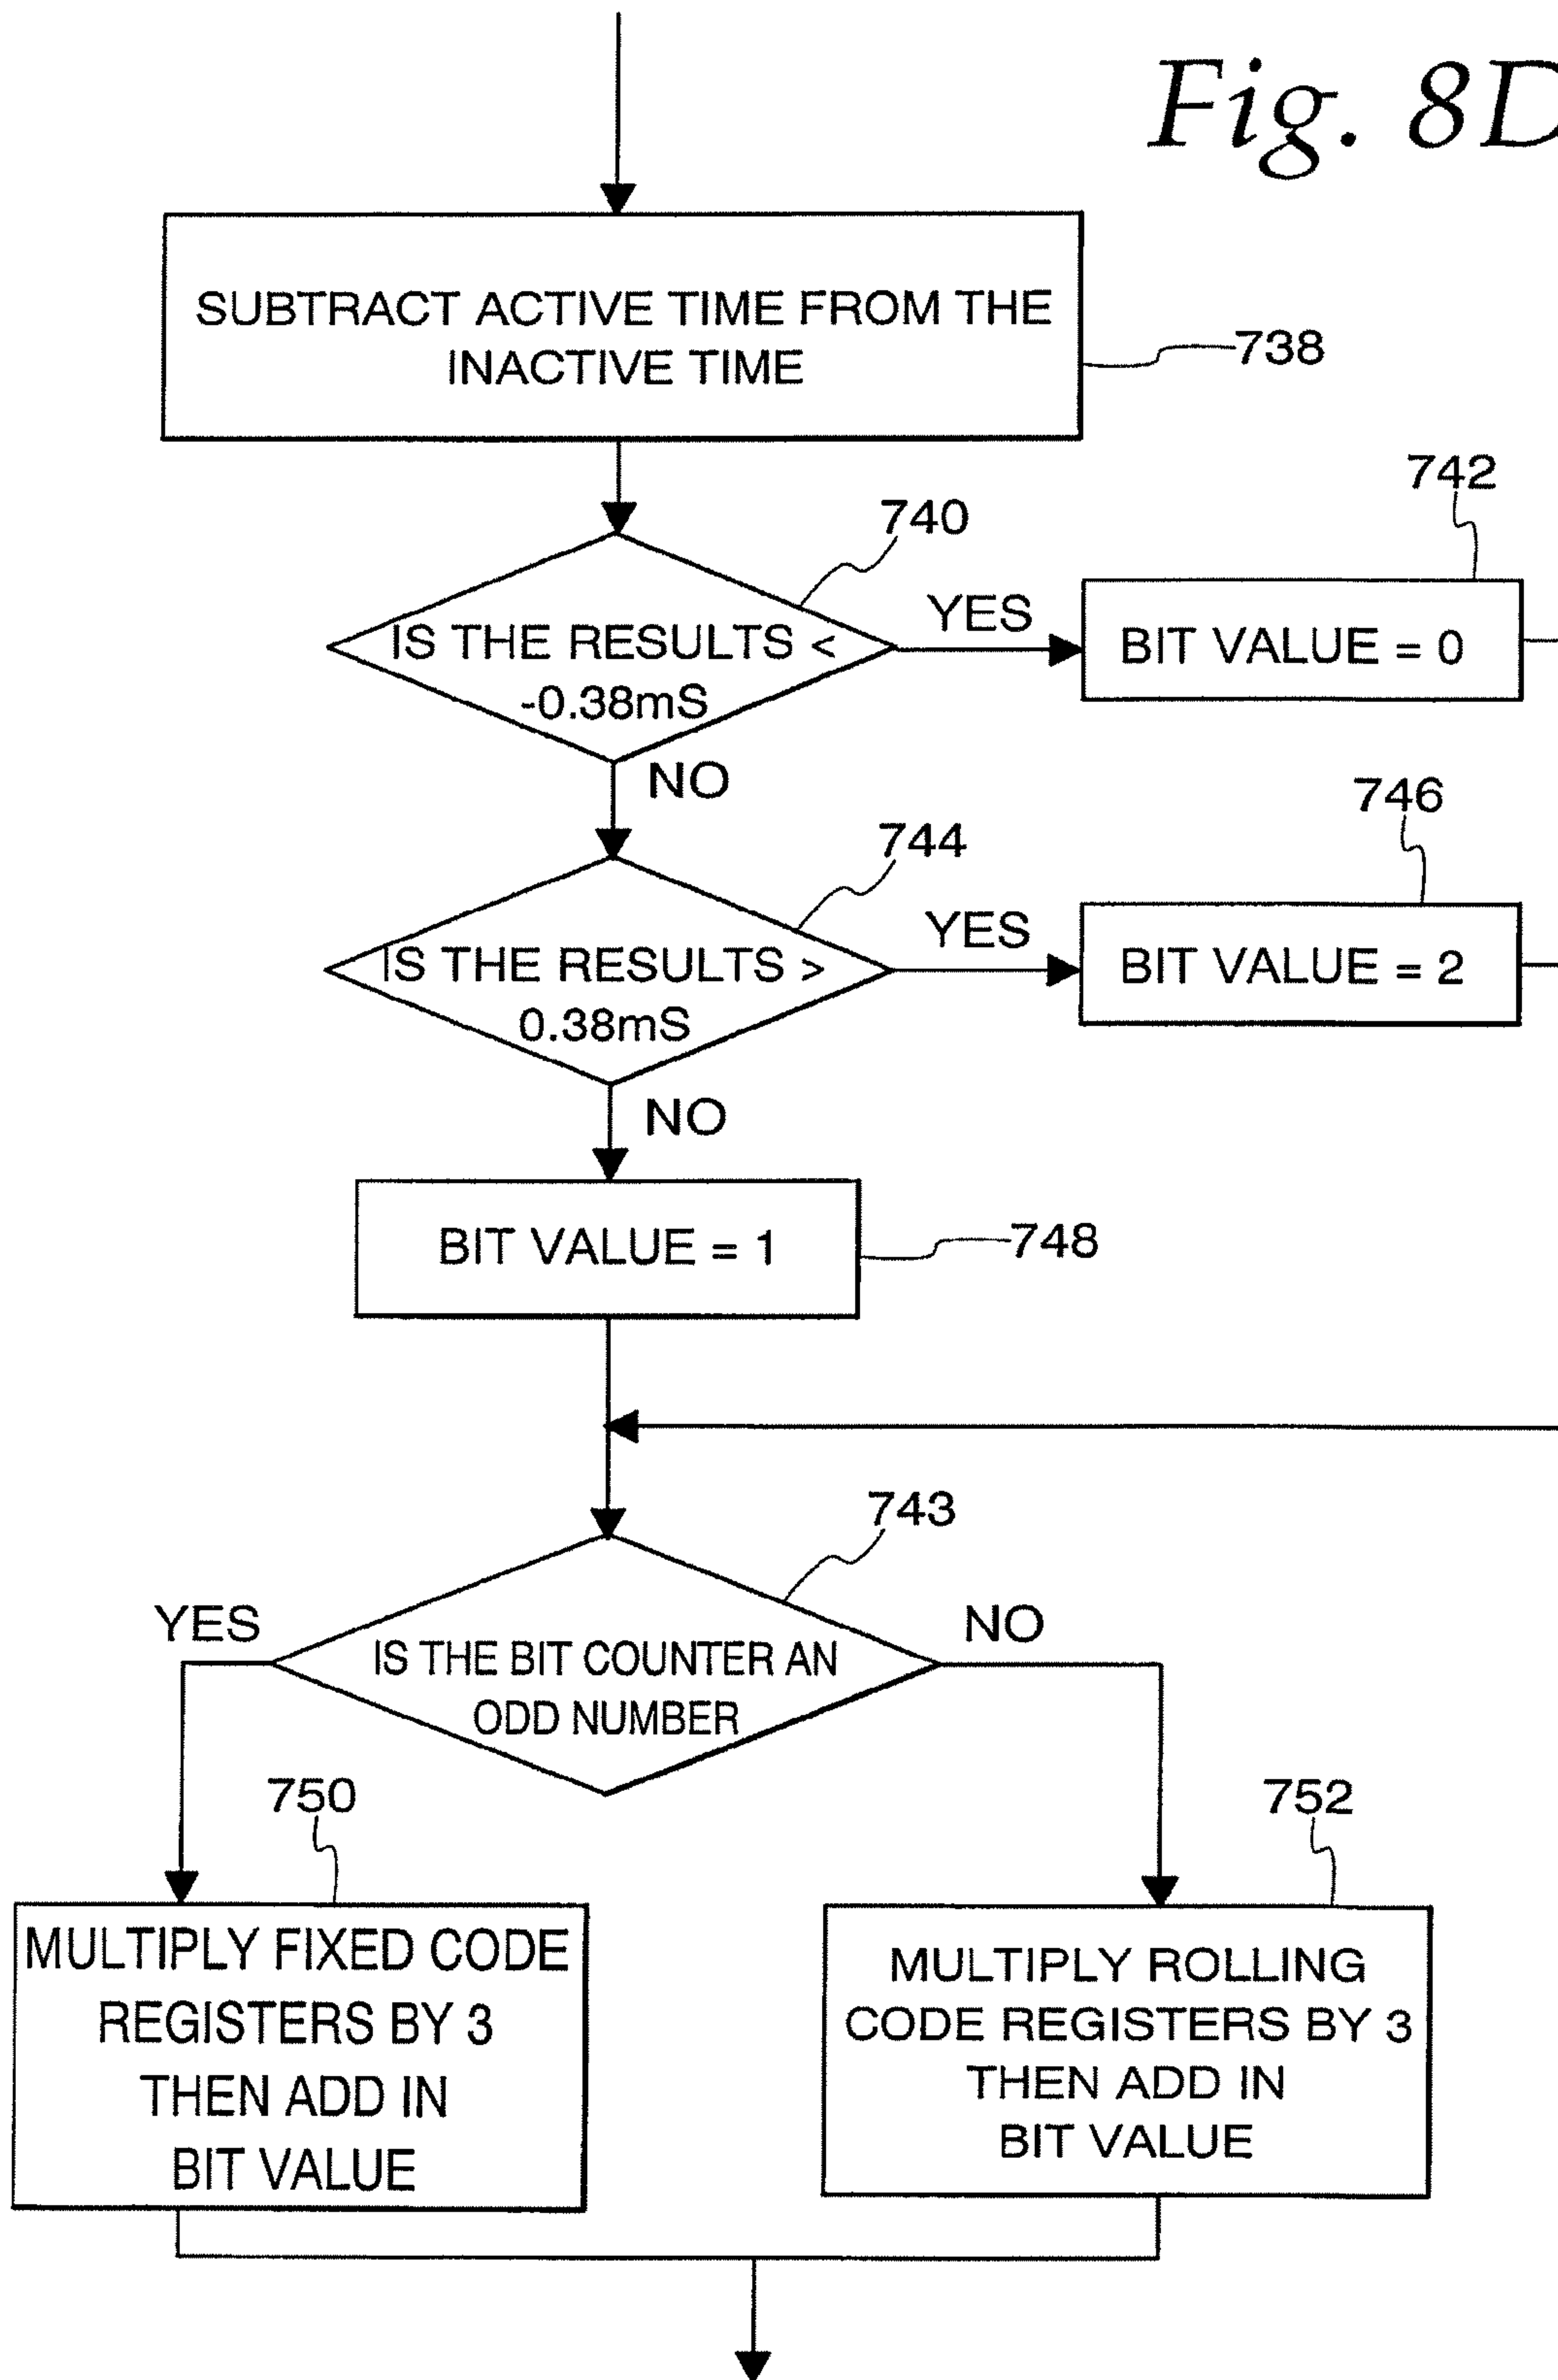 Fig. 8D
SUBTRACT ACTIVE TIME FROM THE
INACTIVE TIME
738
740
742
IS THE RESULTS <
-0.38mS
YES
BIT VALUE = 0
NO
744
746
IS THE RESULTS >
0.38mS
YES
BIT VALUE = 2
NO
BIT VALUE = 1
748
743
YES
IS THE BIT COUNTER AN
ODD NUMBER
NO
750
752
MULTIPLY FIXED CODE
REGISTERS BY 3
THEN ADD IN
BIT VALUE
MULTIPLY ROLLING
CODE REGISTERS BY 3
THEN ADD IN
BIT VALUE